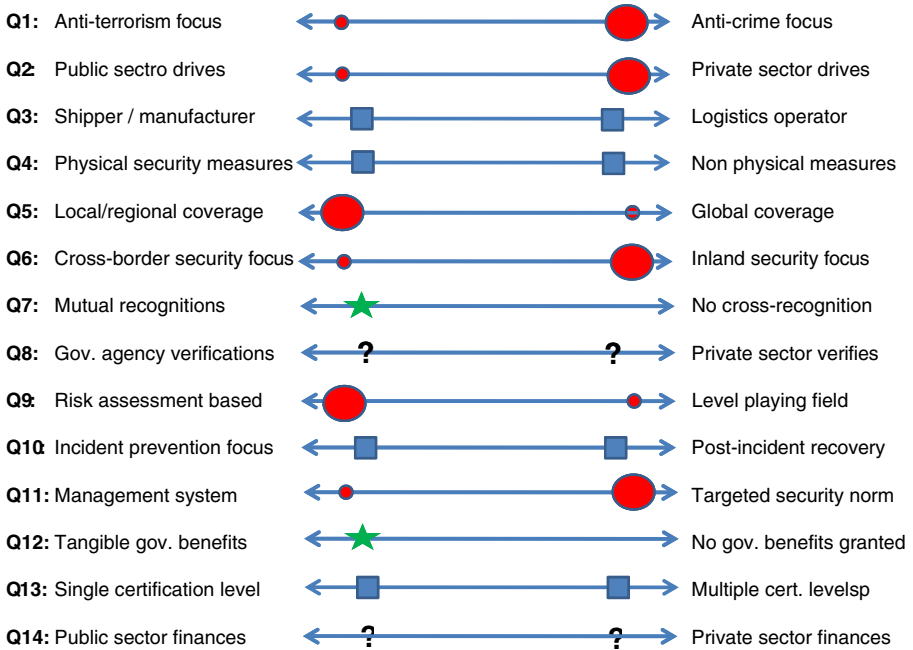 Q1: Anti-terrorism focus Anti-crime focus
Q2: Public sectro drives Private sector drives
Q3: Shipper / manufacturer Logistics operator
Q4: Physical security measures Non physical measures
Q5: Local/regional coverage Global coverage
Q6: Cross-border security focus Inland security focus
Q7: Mutual recognitions No cross-recognition
Q8: Gov. agency verifications ? ? Private sector verifies
Q9: Risk assessment based Level playing field
Q10: Incident prevention focus Post-incident recovery
Q11: Management system Targeted security norm
Q12: Tangible gov. benefits No gov. benefits granted
Q13: Single certification level Multiple cert. levelsp
Q14: Public sector finances ? ? Private sector finances